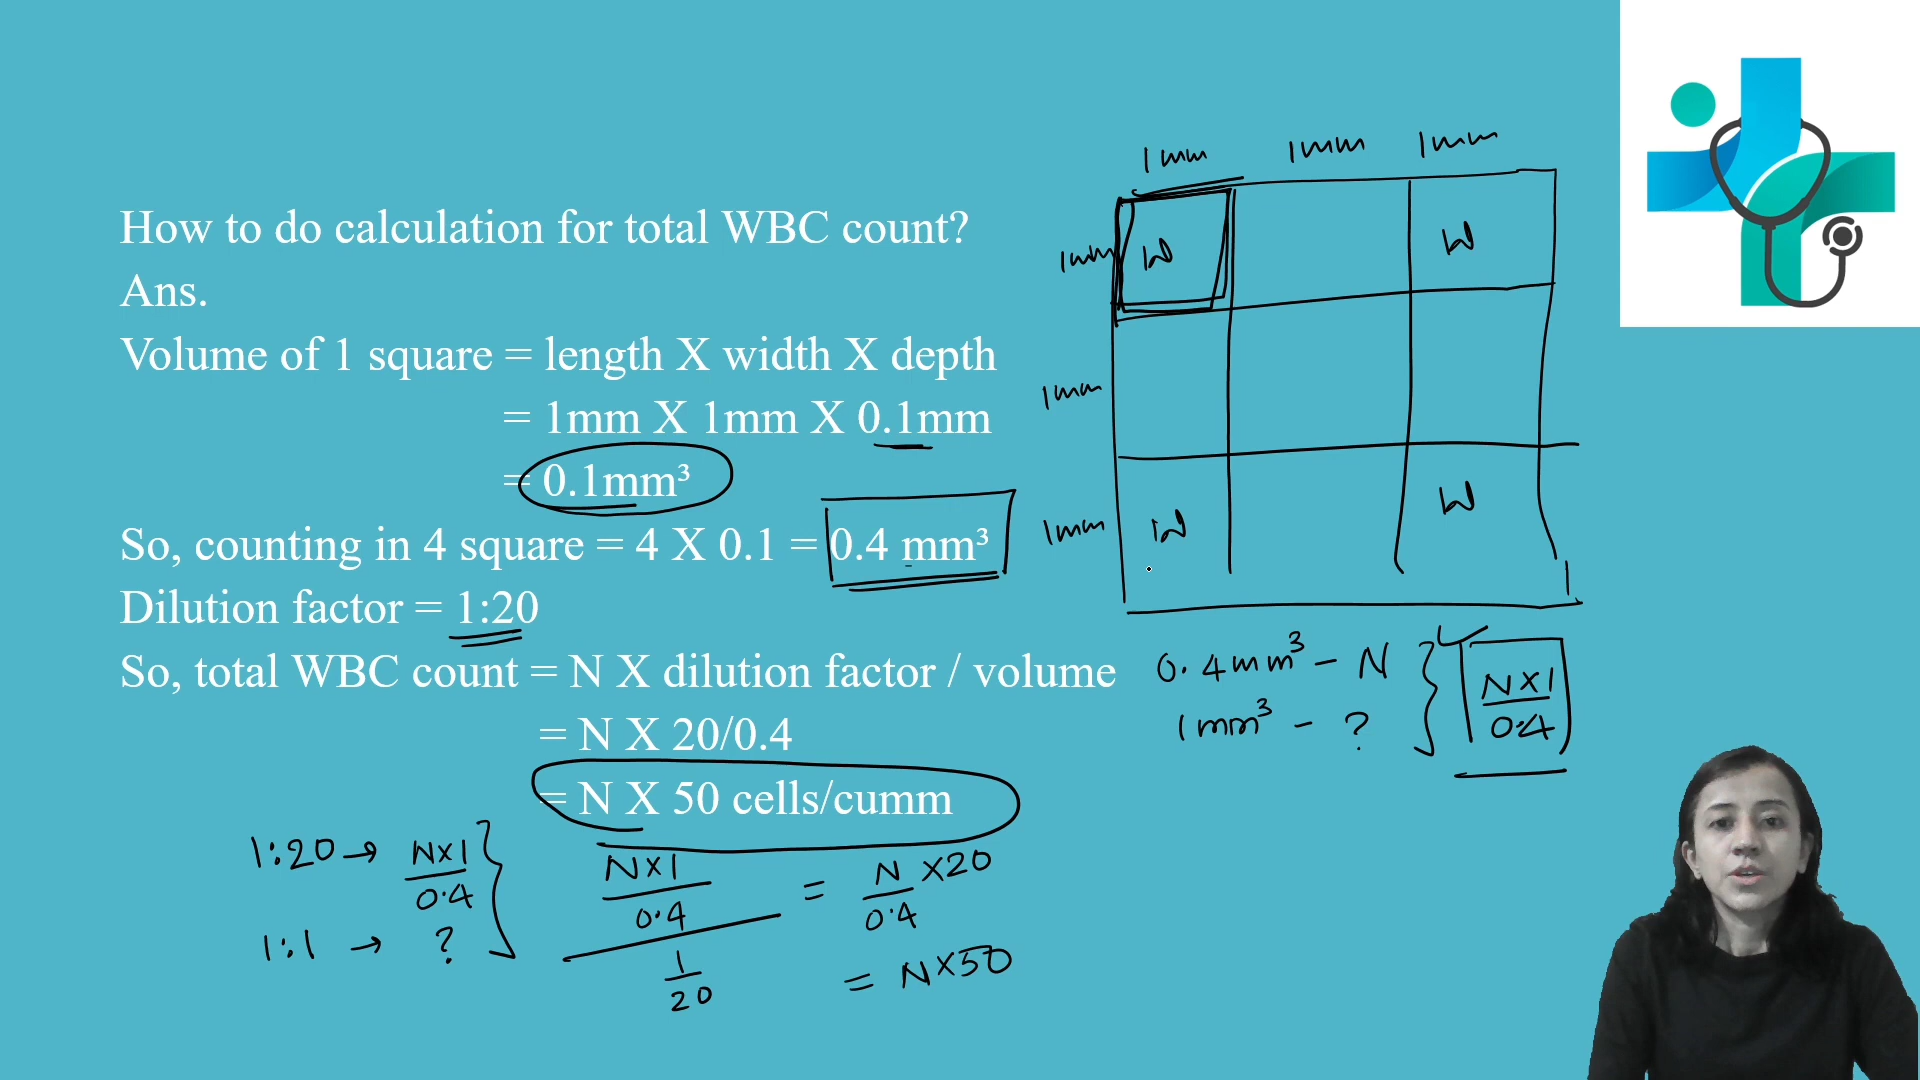 How to do calculation for total WBC count?
Ans.
Volume of 1 square = length X width X depth
= 1mm X 1mm X 0.1mm
= 0.1mm³
So, counting in 4 square = 4 X 0.1 = 0.4 mm³
Dilution factor = 1:20
So, total WBC count = N X dilution factor / volume
= N X 20/0.4
= N X 50 cells/cumm
1:20 → N×1/0.4
1:1 → ?
N×1/0.4
1/20
= N/0.4 ×20
= N×50
1mm 1mm 1mm
1mm W W
1mm
1mm W W
0.4mm³ - N
1mm³ - ?
N×1/0.4